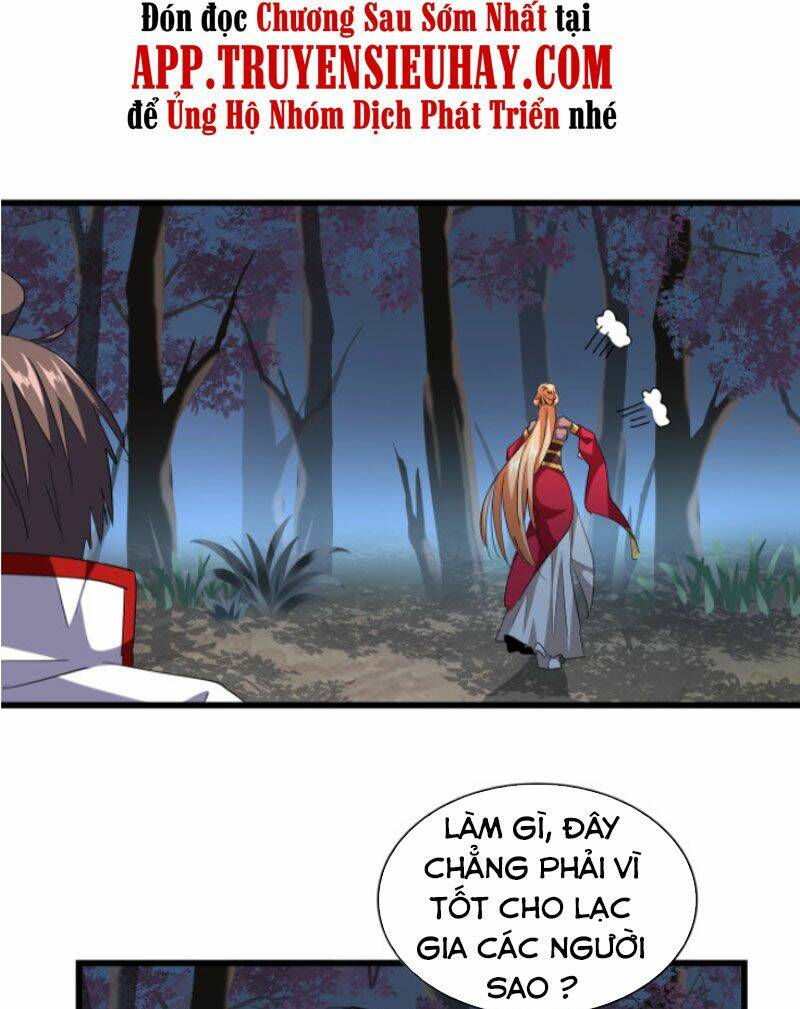 Đón đọc Chương Sau Sớm Nhất tại
APP.TRUYENSIEUHAY.COM
để Ủng Hộ Nhóm Dịch Phát Triển nhé
LÀM GÌ, ĐÂY
CHẲNG PHẢI VÌ
TỐT CHO LẠC
GIA CÁC NGƯỜI
SAO ?